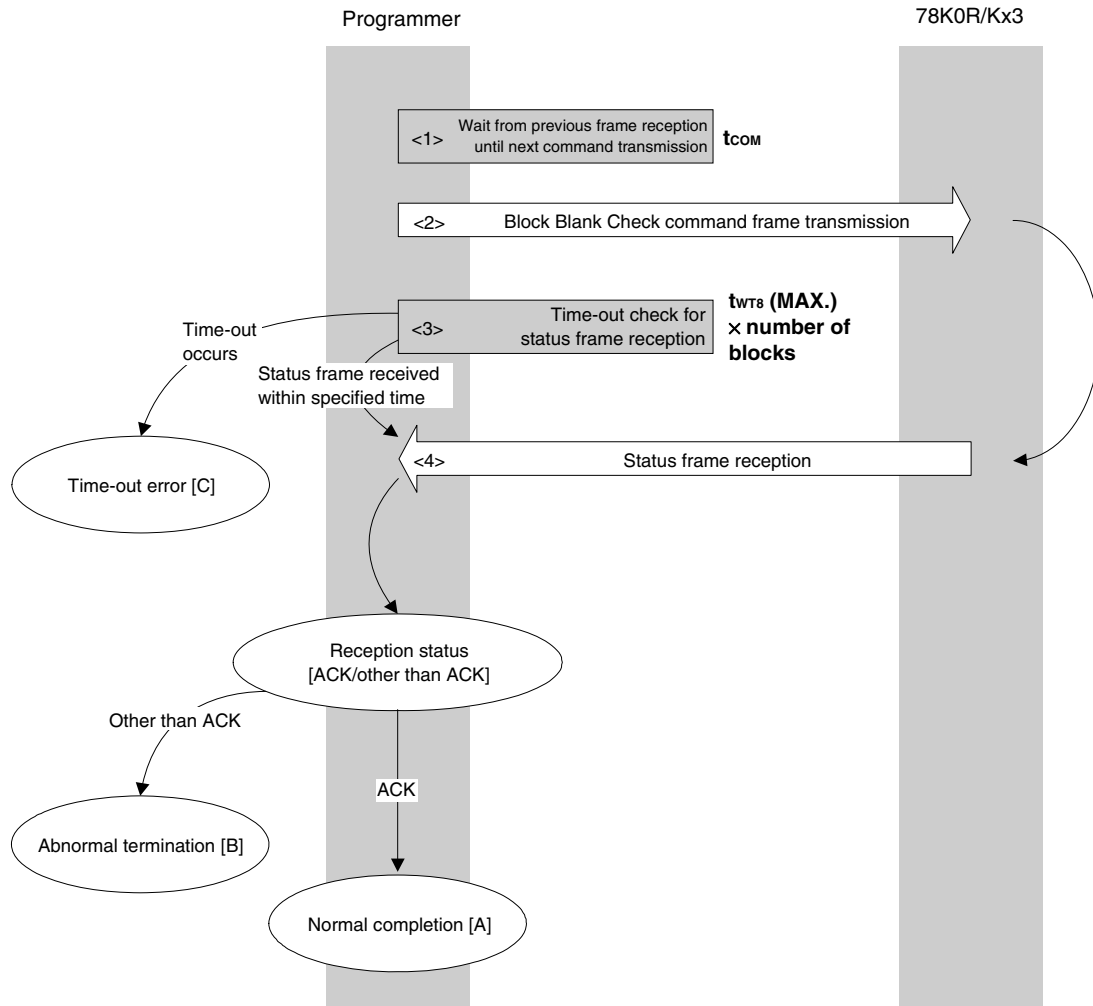 Programmer
78K0R/Kx3
<1>
Wait from previous frame reception
until next command transmission
tCOM
<2>
Block Blank Check command frame transmission
<3>
Time-out check for
status frame reception
tWT8 (MAX.)
× number of
blocks
Time-out
occurs
Status frame received
within specified time
<4>
Status frame reception
Time-out error [C]
Reception status
[ACK/other than ACK]
Other than ACK
ACK
Abnormal termination [B]
Normal completion [A]